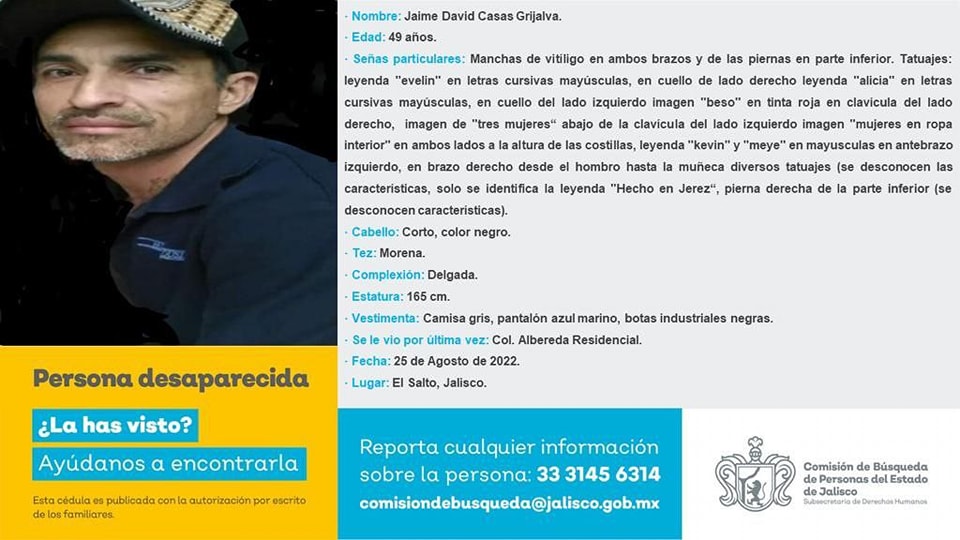 · Nombre: Jaime David Casas Grijalva.
· Edad: 49 años.
· Señas particulares: Manchas de vitíligo en ambos brazos y de las piernas en parte inferior. Tatuajes:
leyenda "evelin" en letras cursivas mayúsculas, en cuello de lado derecho leyenda "alicia" en letras
cursivas mayúsculas, en cuello del lado izquierdo imagen "beso" en tinta roja en clavicula del lado
derecho, imagen de "tres mujeres“ abajo de la clavícula del lado izquierdo imagen "mujeres en ropa
interior" en ambos lados a la altura de las costillas, leyenda "kevin" y "meye" en mayusculas en antebrazo
izquierdo, en brazo derecho desde el hombro hasta la muñeca diversos tatuajes (se desconocen las
características, solo se identifica la leyenda "Hecho en Jerez“, pierna derecha de la parte inferior (se
desconocen características).
· Cabello: Corto, color negro.
· Tez: Morena.
· Complexión: Delgada.
· Estatura: 165 cm.
· Vestimenta: Camisa gris, pantalón azul marino, botas industriales negras.
· Se le vio por última vez: Col. Albereda Residencial.
· Fecha: 25 de Agosto de 2022.
· Lugar: El Salto, Jalisco.
Persona desaparecida
¿La has visto?
Ayúdanos a encontrarla
Esta cédula es publicada con la autorización por escrito
de los familiares.
Reporta cualquier información
sobre la persona: 33 3145 6314
comisiondebusqueda@jalisco.gob.mx
Comisión de Búsqueda
de Personas del Estado
de Jalisco
Subsecretaría de Derechos Humanos